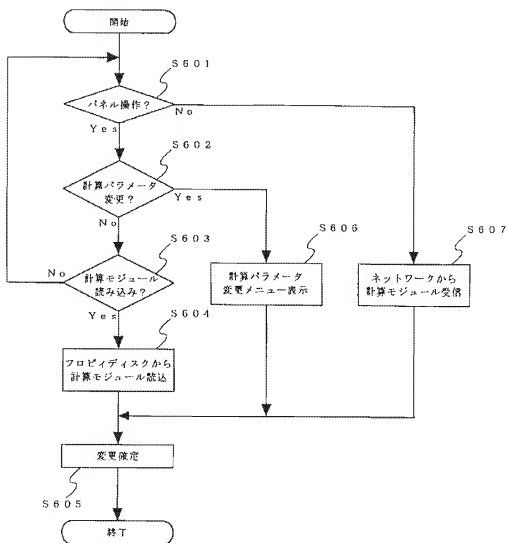 開始
S601
パネル操作?
No
Yes
S602
計算パラメータ
変更?
Yes
No
S603
計算モジュール
読み込み?
No
Yes
S606
計算パラメータ
変更メニュー表示
S607
ネットワークから
計算モジュール受信
S604
フロピィディスクから
計算モジュール読込
変更確定
S605
終了